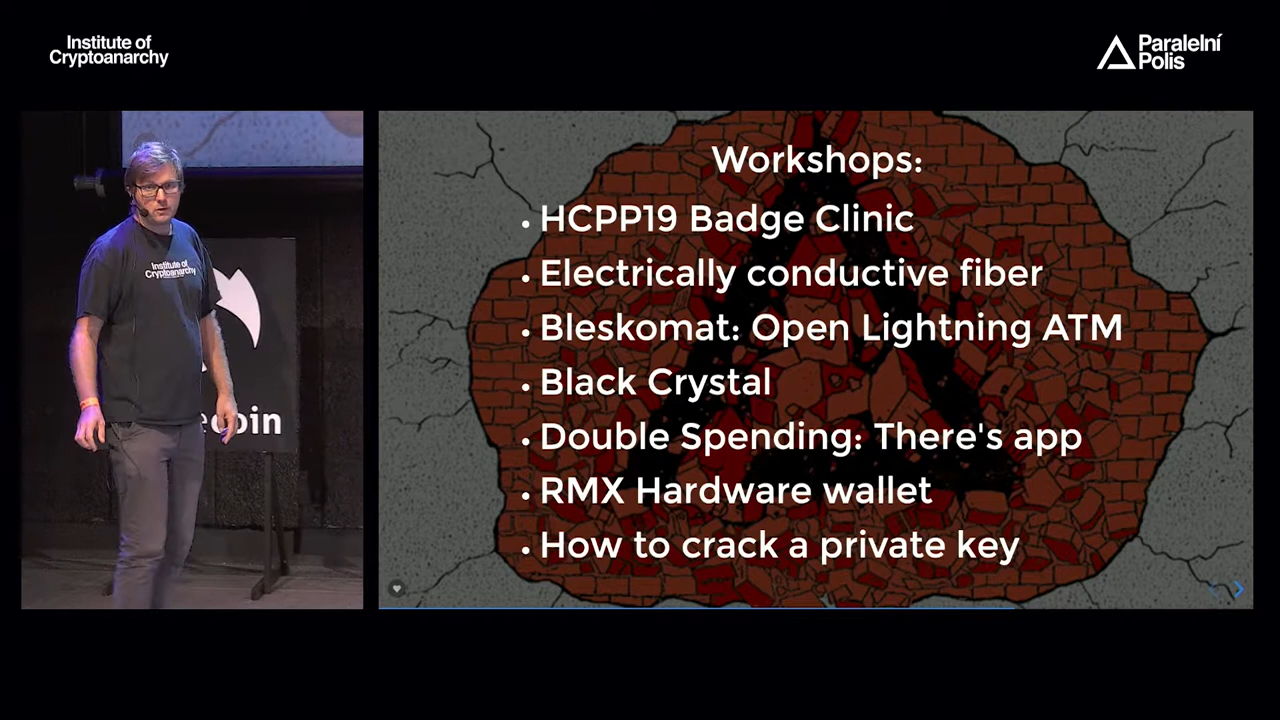 Institute of
Cryptoanarchy
Paralelní
Polis
Institute of
Cryptoanarchy
Workshops:
• HCPP19 Badge Clinic
• Electrically conductive fiber
• Bleskomat: Open Lightning ATM
• Black Crystal
• Double Spending: There's app
• RMX Hardware wallet
• How to crack a private key